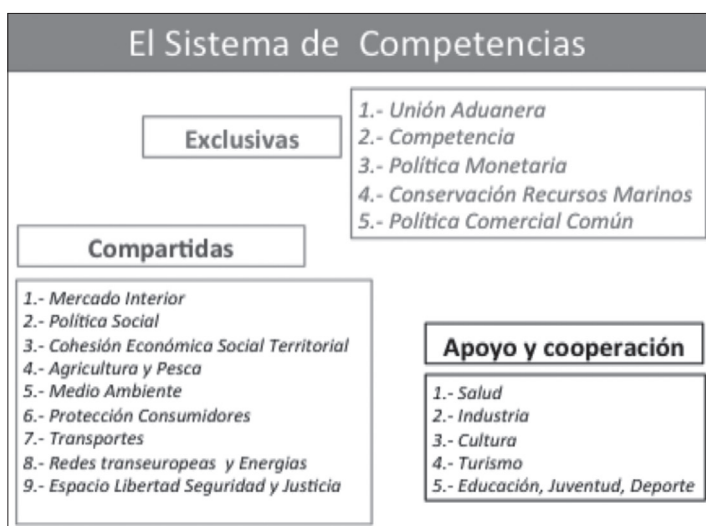 El Sistema de Competencias
Exclusivas
1.- Unión Aduanera
2.- Competencia
3.- Política Monetaria
4.- Conservación Recursos Marinos
5.- Política Comercial Común
Compartidas
1.- Mercado Interior
2.- Política Social
3.- Cohesión Económica Social Territorial
4.- Agricultura y Pesca
5.- Medio Ambiente
6.- Protección Consumidores
7.- Transportes
8.- Redes transeuropeas y Energias
9.- Espacio Libertad Seguridad y Justicia
Apoyo y cooperación
1.- Salud
2.- Industria
3.- Cultura
4.- Turismo
5.- Educación, Juventud, Deporte